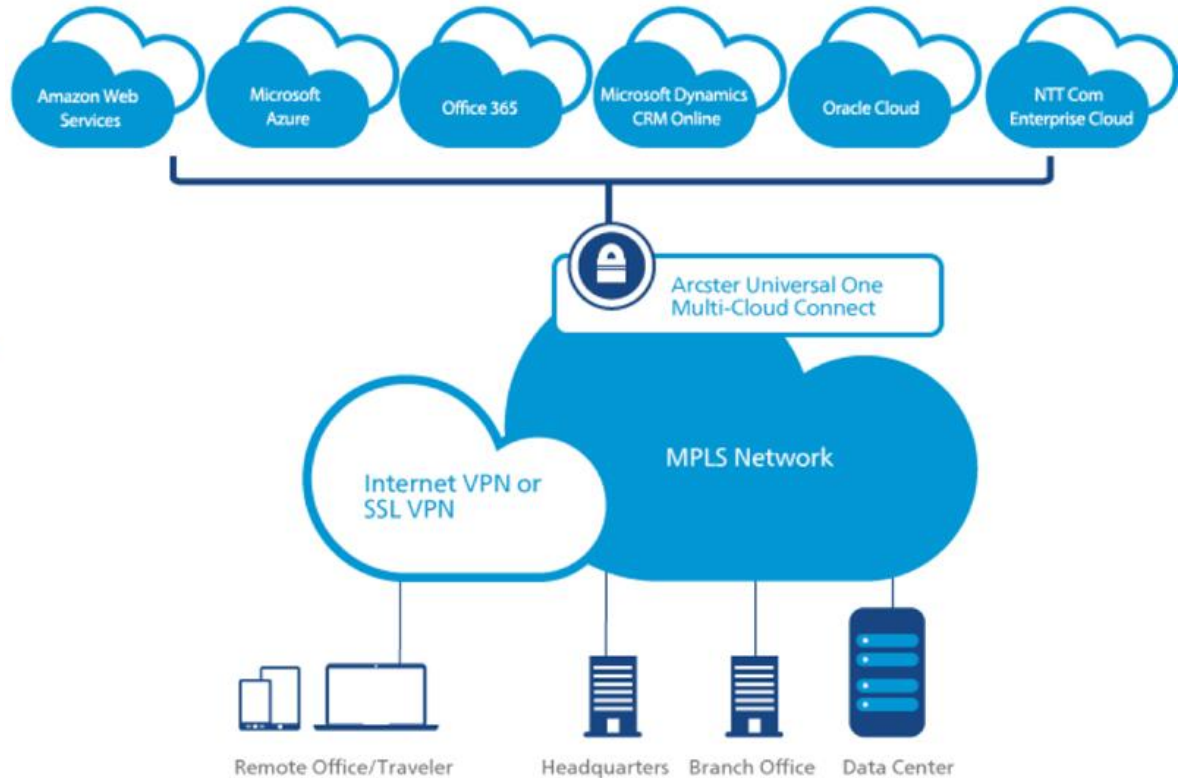 Amazon Web
Services
Microsoft
Azure
Office 365
Microsoft Dynamics
CRM Online
Oracle Cloud
NTT Com
Enterprise Cloud
Arcster Universal One
Multi-Cloud Connect
MPLS Network
Internet VPN or
SSL VPN
Remote Office/Traveler
Headquarters
Branch Office
Data Center